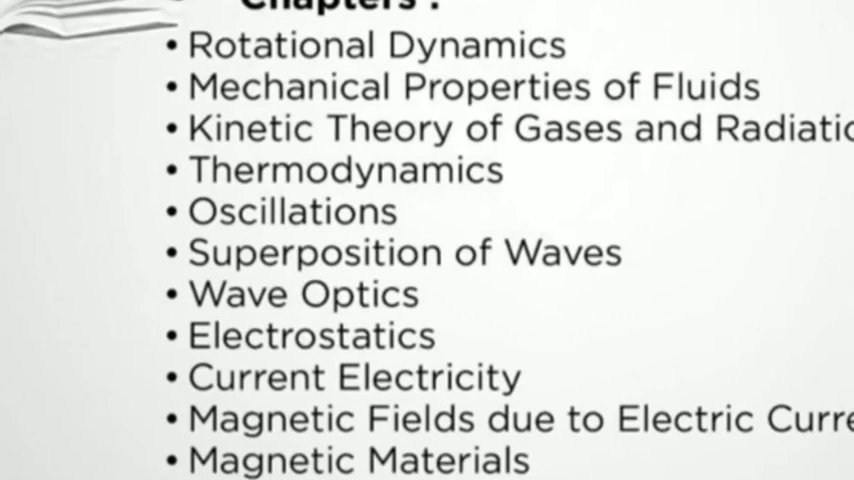 Chapters :
• Rotational Dynamics
• Mechanical Properties of Fluids
• Kinetic Theory of Gases and
• Thermodynamics
• Oscillations
• Superposition of Waves
• Wave Optics
• Electrostatics
• Current Electricity
• Magnetic Fields due to Electric
• Magnetic Materials